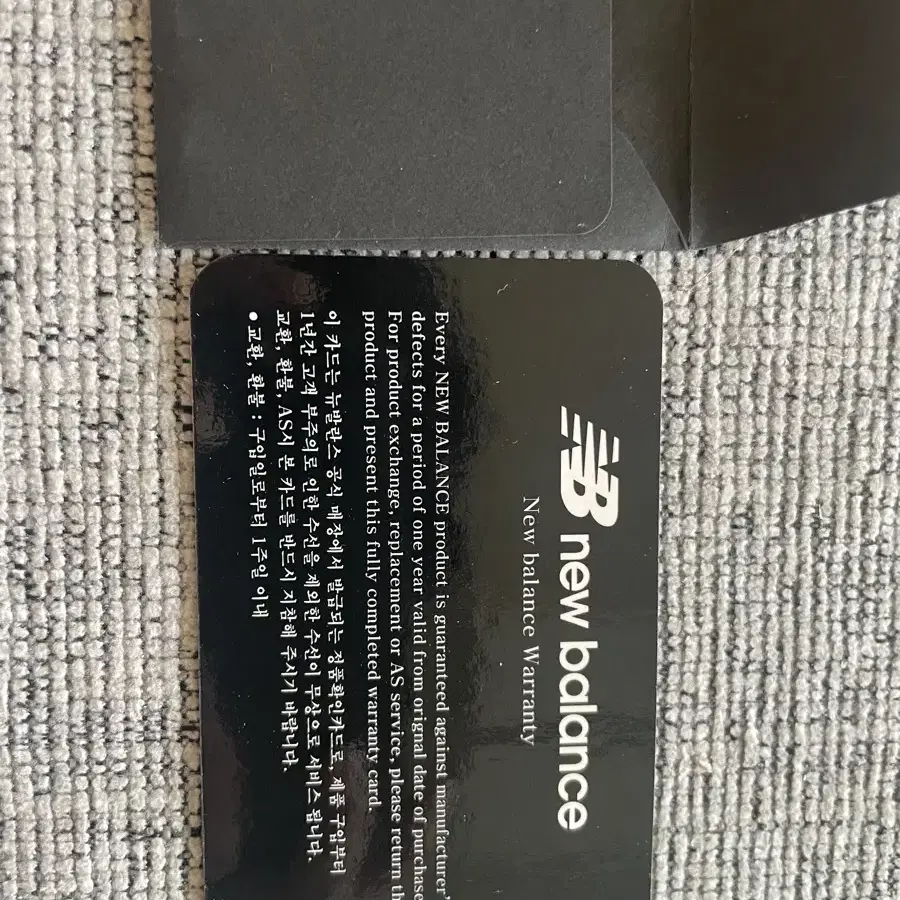 NB new balance
New balance Warranty
Every NEW BALANCE product is guaranteed against manufacturer'
defects for a period of one year valid from orignal date of purchase
For product exchange, replacement or AS service, please return th
product and present this fully completed warranty card.
이 카드는 뉴발란스 공식 매장에서 발급되는 정품확인카드로, 제품 구입부터
1년간 고객 부주의로 인한 수선을 제외한 수선이 무상으로 서비스 됩니다.
교환, 환불, AS시 본 카드를 반드시 지참해 주시기 바랍니다.
● 교환, 환불 : 구입일로부터 1주일 이내